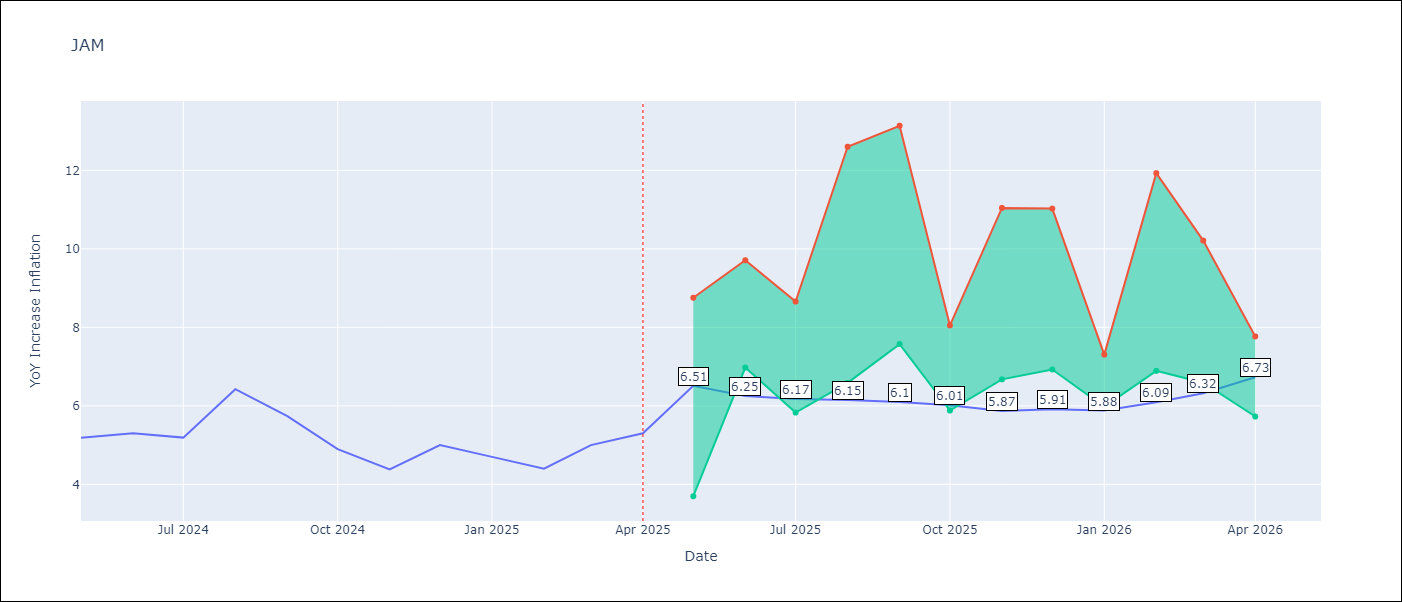 JAM
YoY Increase Inflation
12
10
8
6
4
6.51
6.25
6.17
6.15
6.1
6.01
5.87
5.91
5.88
6.09
6.32
6.73
Jul 2024
Oct 2024
Jan 2025
Apr 2025
Jul 2025
Oct 2025
Jan 2026
Apr 2026
Date